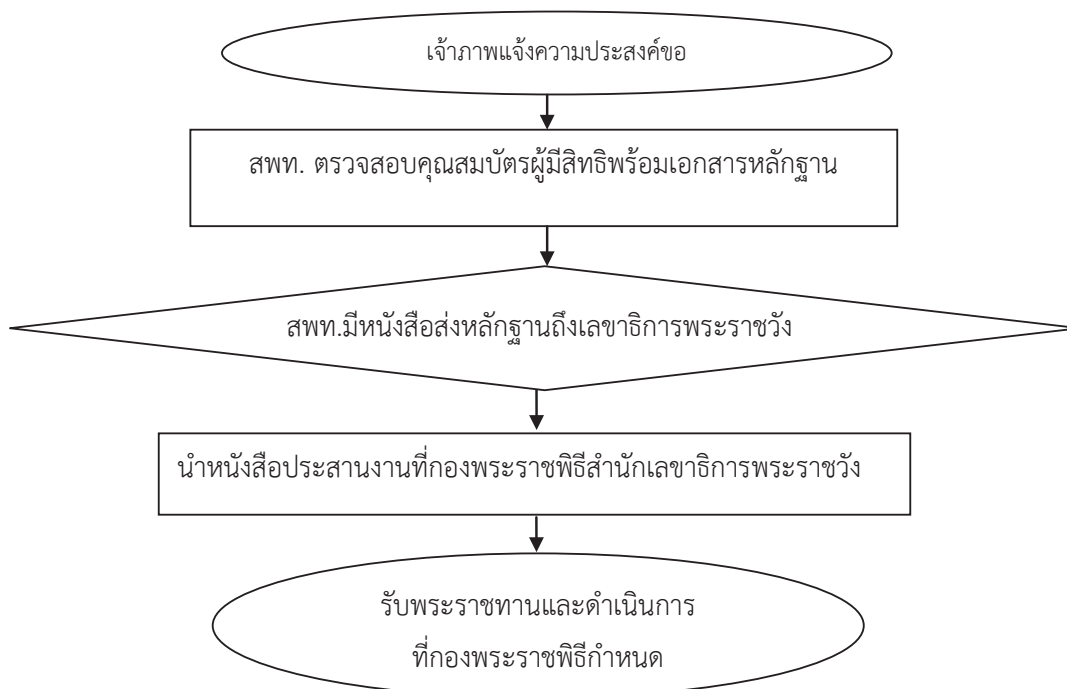 เจ้าภาพแจ้งความประสงค์ขอ
สพท. ตรวจสอบคุณสมบัตรผู้มีสิทธิพร้อมเอกสารหลักฐาน
สพท.มีหนังสือส่งหลักฐานถึงเลขาธิการพระราชวัง
นำหนังสือประสานงานที่กองพระราชพิธีสำนักเลขาธิการพระราชวัง
รับพระราชทานและดำเนินการ
ที่กองพระราชพิธีกำหนด